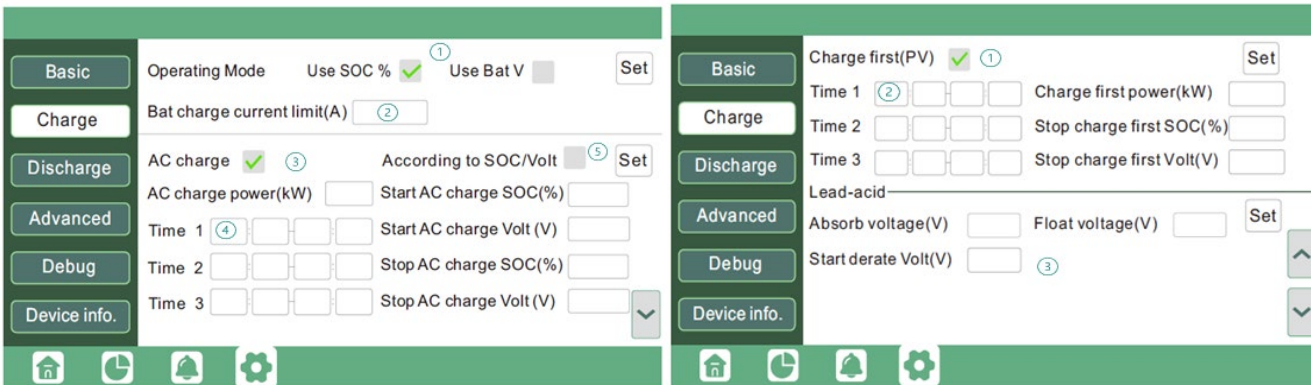 Basic
Charge
Discharge
Advanced
Debug
Device info.
Operating Mode Use SOC % ① Use Bat V Set
Bat charge current limit(A) ②
AC charge ③ According to SOC/Volt ⑤ Set
AC charge power(kW) Start AC charge SOC(%)
Time 1 ④ Start AC charge Volt (V)
Time 2 Stop AC charge SOC(%)
Time 3 Stop AC charge Volt (V)
Basic
Charge
Discharge
Advanced
Debug
Device info.
Charge first(PV) ① Set
Time 1 ② Charge first power(kW)
Time 2 Stop charge first SOC(%)
Time 3 Stop charge first Volt(V)
Lead-acid
Absorb voltage(V) Float voltage(V) Set
Start derate Volt(V) ③